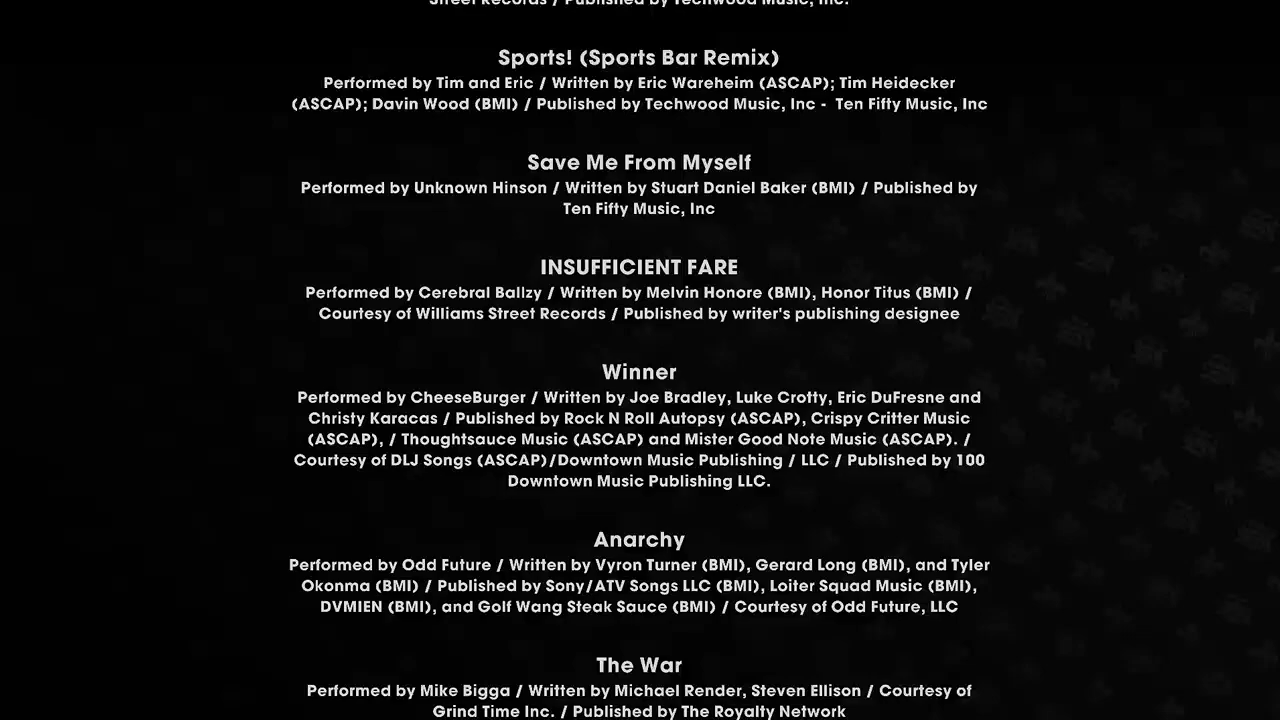 Street Records / Published by Techwood Music, Inc.
Sports! (Sports Bar Remix)
Performed by Tim and Eric / Written by Eric Wareheim (ASCAP); Tim Heidecker
(ASCAP); Davin Wood (BMI) / Published by Techwood Music, Inc -  Ten Fifty Music, Inc
Save Me From Myself
Performed by Unknown Hinson / Written by Stuart Daniel Baker (BMI) / Published by
Ten Fifty Music, Inc
INSUFFICIENT FARE
Performed by Cerebral Ballzy / Written by Melvin Honore (BMI), Honor Titus (BMI) /
Courtesy of Williams Street Records / Published by writer's publishing designee
Winner
Performed by CheeseBurger / Written by Joe Bradley, Luke Crotty, Eric DuFresne and
Christy Karacas / Published by Rock N Roll Autopsy (ASCAP), Crispy Critter Music
(ASCAP), / Thoughtsauce Music (ASCAP) and Mister Good Note Music (ASCAP). /
Courtesy of DLJ Songs (ASCAP)/Downtown Music Publishing / LLC / Published by 100
Downtown Music Publishing LLC.
Anarchy
Performed by Odd Future / Written by Vyron Turner (BMI), Gerard Long (BMI), and Tyler
Okonma (BMI) / Published by Sony/ATV Songs LLC (BMI), Loiter Squad Music (BMI),
DVMIEN (BMI), and Golf Wang Steak Sauce (BMI) / Courtesy of Odd Future, LLC
The War
Performed by Mike Bigga / Written by Michael Render, Steven Ellison / Courtesy of
Grind Time Inc. / Published by The Royalty Network